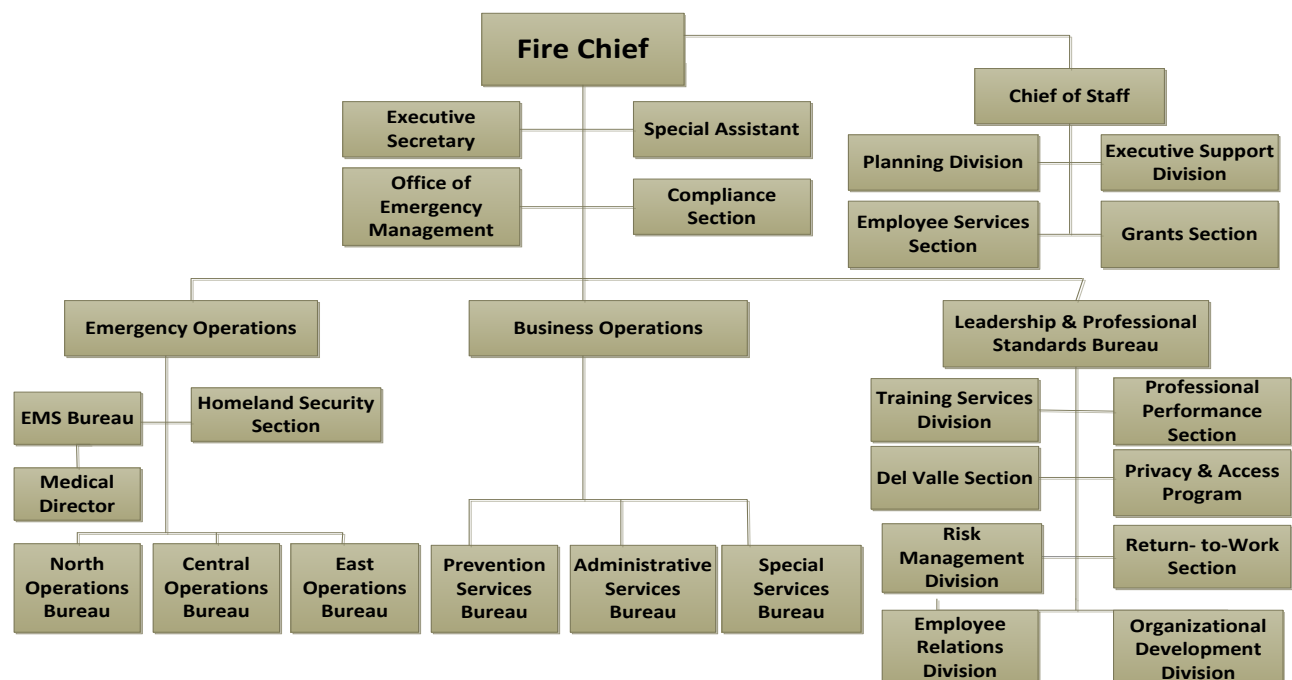 Fire Chief
Chief of Staff
Executive
Secretary
Special Assistant
Planning Division
Executive Support
Division
Office of
Emergency
Management
Compliance
Section
Employee Services
Section
Grants Section
Emergency Operations
Business Operations
Leadership & Professional
Standards Bureau
EMS Bureau
Homeland Security
Section
Medical
Director
Training Services
Division
Professional
Performance
Section
Del Valle Section
Privacy & Access
Program
Risk
Management
Division
Return- to-Work
Section
North
Operations
Bureau
Central
Operations
Bureau
East
Operations
Bureau
Prevention
Services
Bureau
Administrative
Services
Bureau
Special
Services
Bureau
Employee
Relations
Division
Organizational
Development
Division